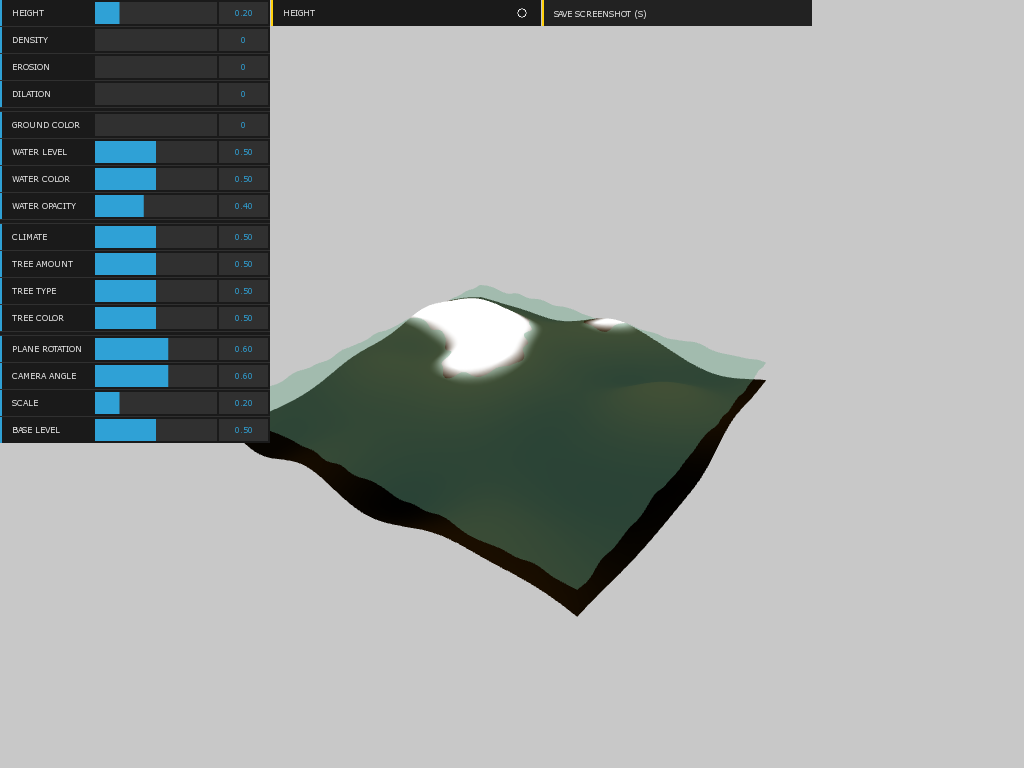 HEIGHT 0.20
DENSITY 0
EROSION 0
DILATION 0
GROUND COLOR 0
WATER LEVEL 0.50
WATER COLOR 0.50
WATER OPACITY 0.40
CLIMATE 0.50
TREE AMOUNT 0.50
TREE TYPE 0.50
TREE COLOR 0.50
PLANE ROTATION 0.60
CAMERA ANGLE 0.60
SCALE 0.20
BASE LEVEL 0.50
HEIGHT
SAVE SCREENSHOT (S)